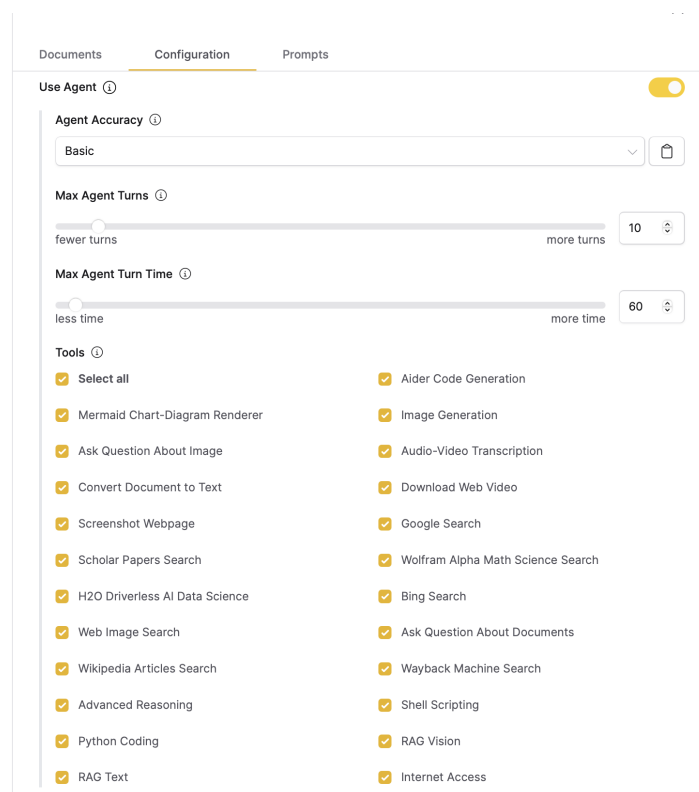 Documents Configuration Prompts
Use Agent
Agent Accuracy
Basic
Max Agent Turns
10
fewer turns more turns
Max Agent Turn Time
60
less time more time
Tools
Select all Aider Code Generation
Mermaid Chart-Diagram Renderer Image Generation
Ask Question About Image Audio-Video Transcription
Convert Document to Text Download Web Video
Screenshot Webpage Google Search
Scholar Papers Search Wolfram Alpha Math Science Search
H2O Driverless AI Data Science Bing Search
Web Image Search Ask Question About Documents
Wikipedia Articles Search Wayback Machine Search
Advanced Reasoning Shell Scripting
Python Coding RAG Vision
RAG Text Internet Access